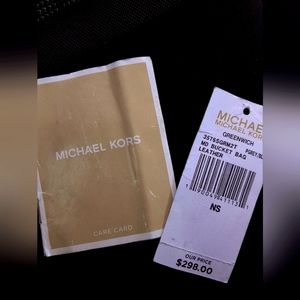 MICHAEL KORS
CARE CARD
MICHAEL
MICHAEL KORS
GREENWICH
MD BUCKET BAG
LEATHER
NS
OUR PRICE
$298.00